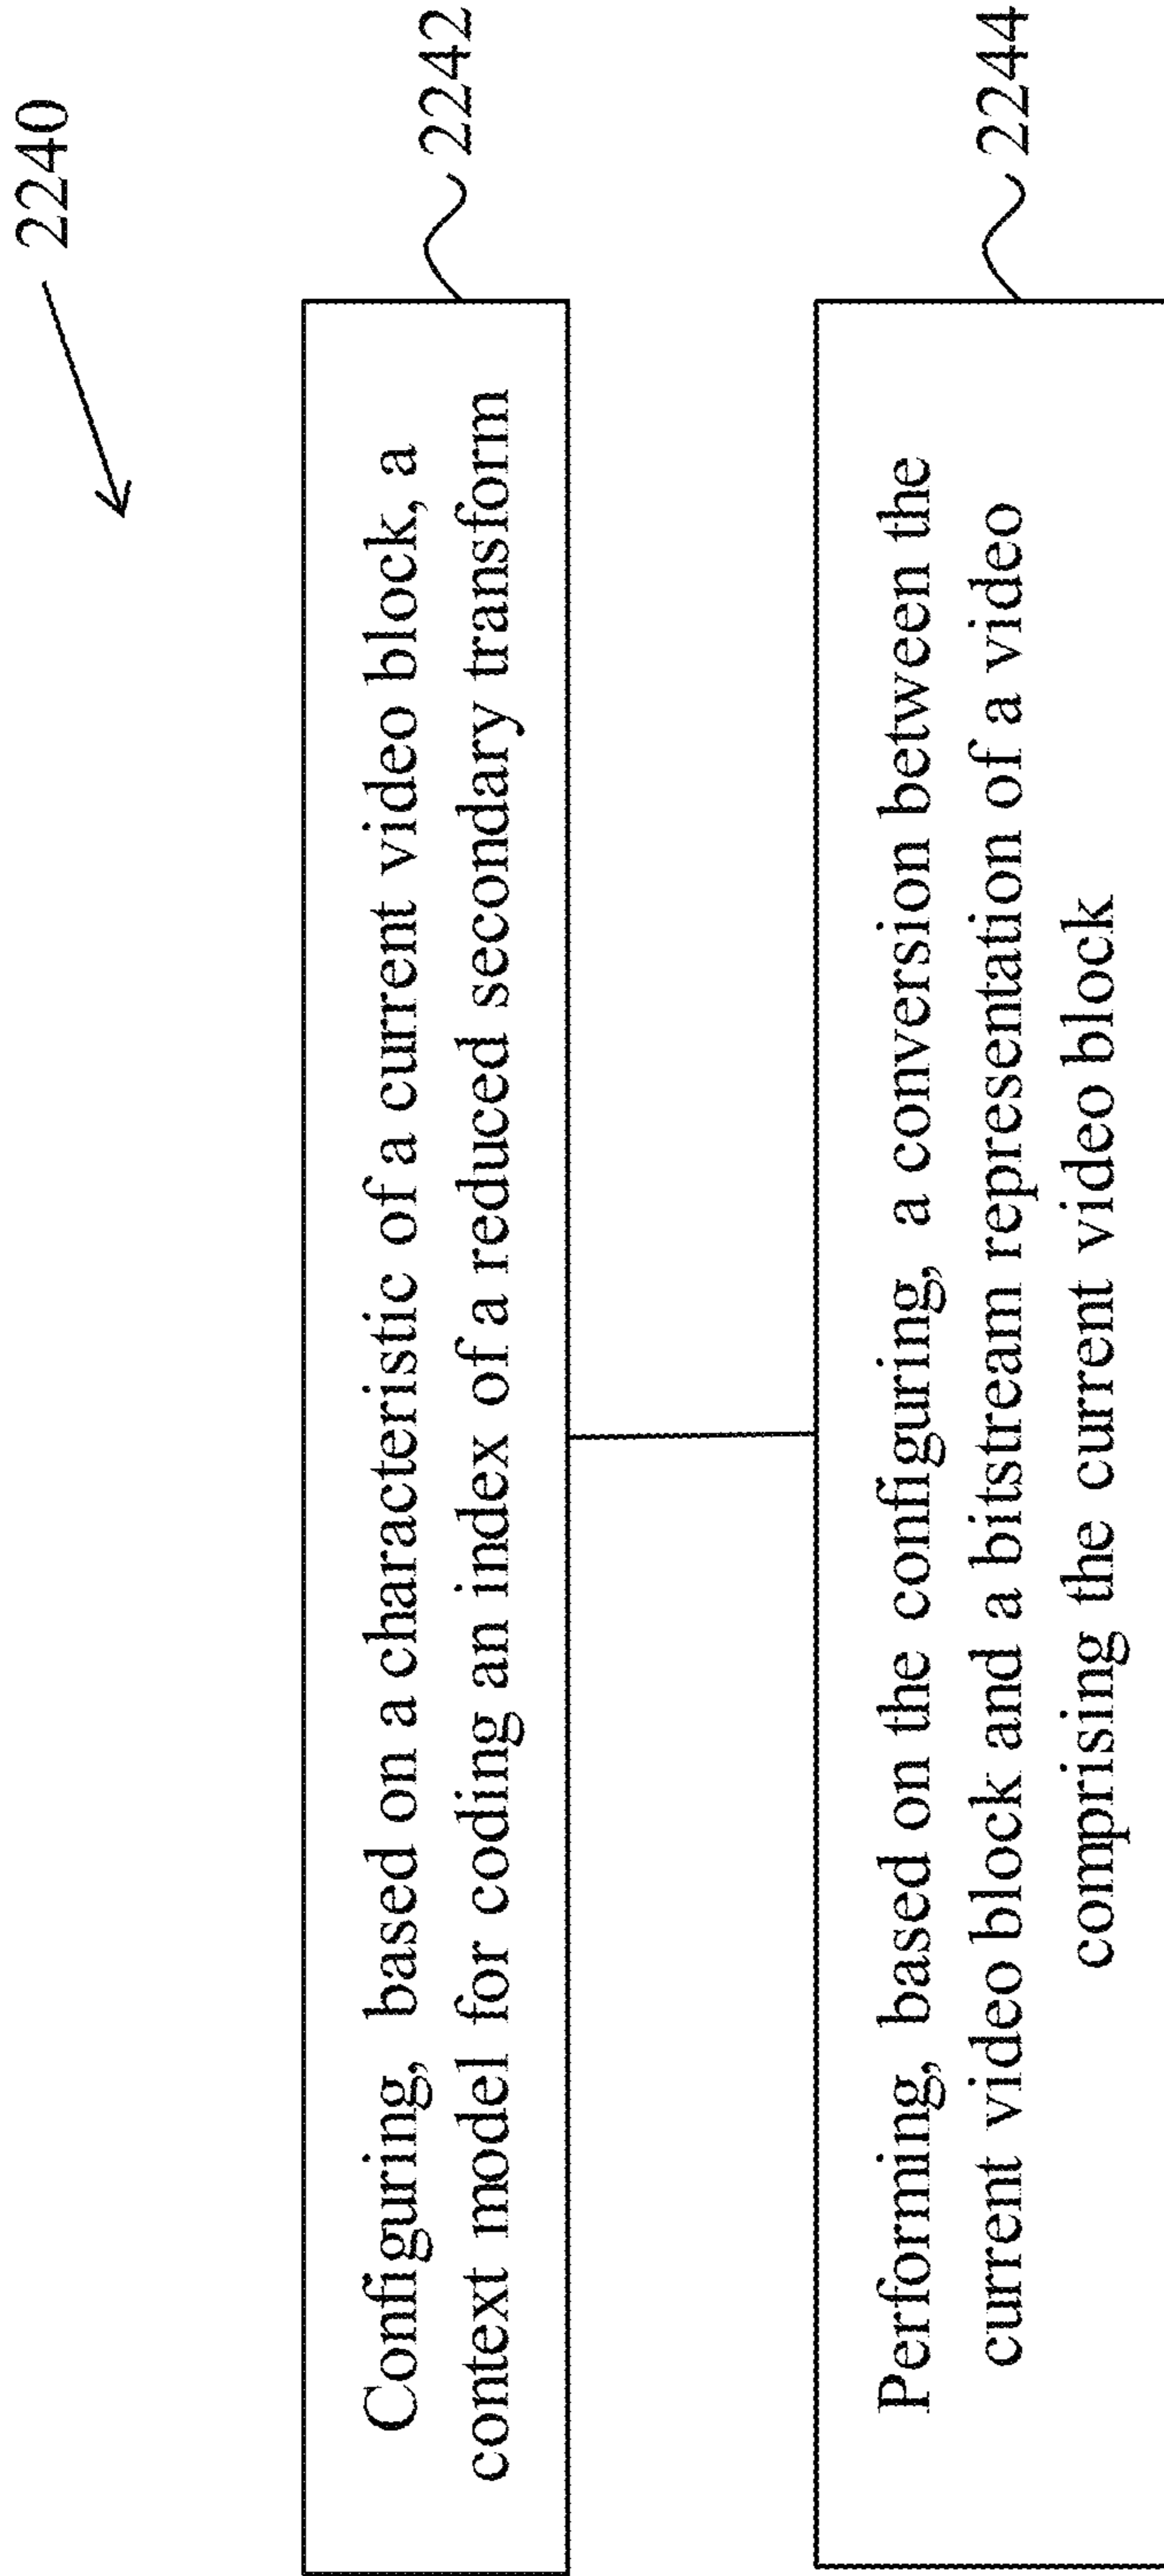 2240
Configuring, based on a characteristic of a current video block, a
context model for coding an index of a reduced secondary transform
2242
Performing, based on the configuring, a conversion between the
current video block and a bitstream representation of a video
comprising the current video block
2244